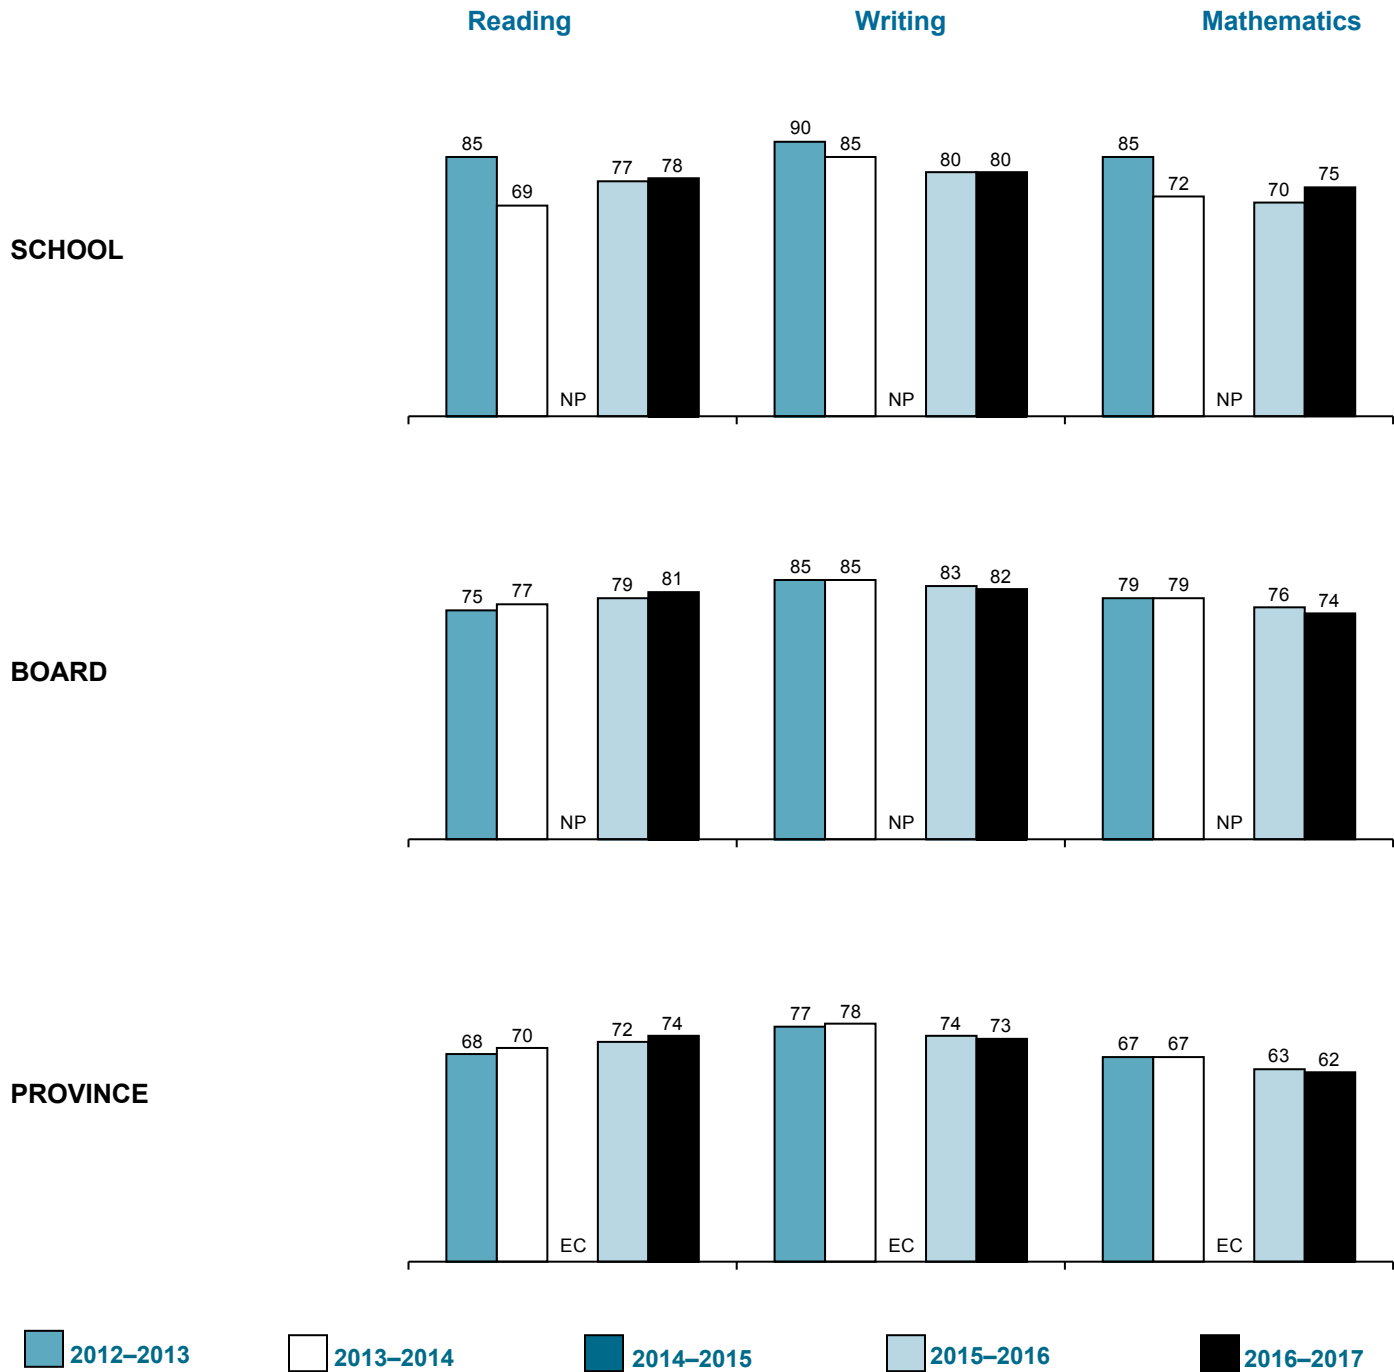 Reading Writing Mathematics
SCHOOL
85 69 NP 77 78
90 85 NP 80 80
85 72 NP 70 75
BOARD
75 77 NP 79 81
85 85 NP 83 82
79 79 NP 76 74
PROVINCE
68 70 EC 72 74
77 78 EC 74 73
67 67 EC 63 62
2012–2013 2013–2014 2014–2015 2015–2016 2016–2017